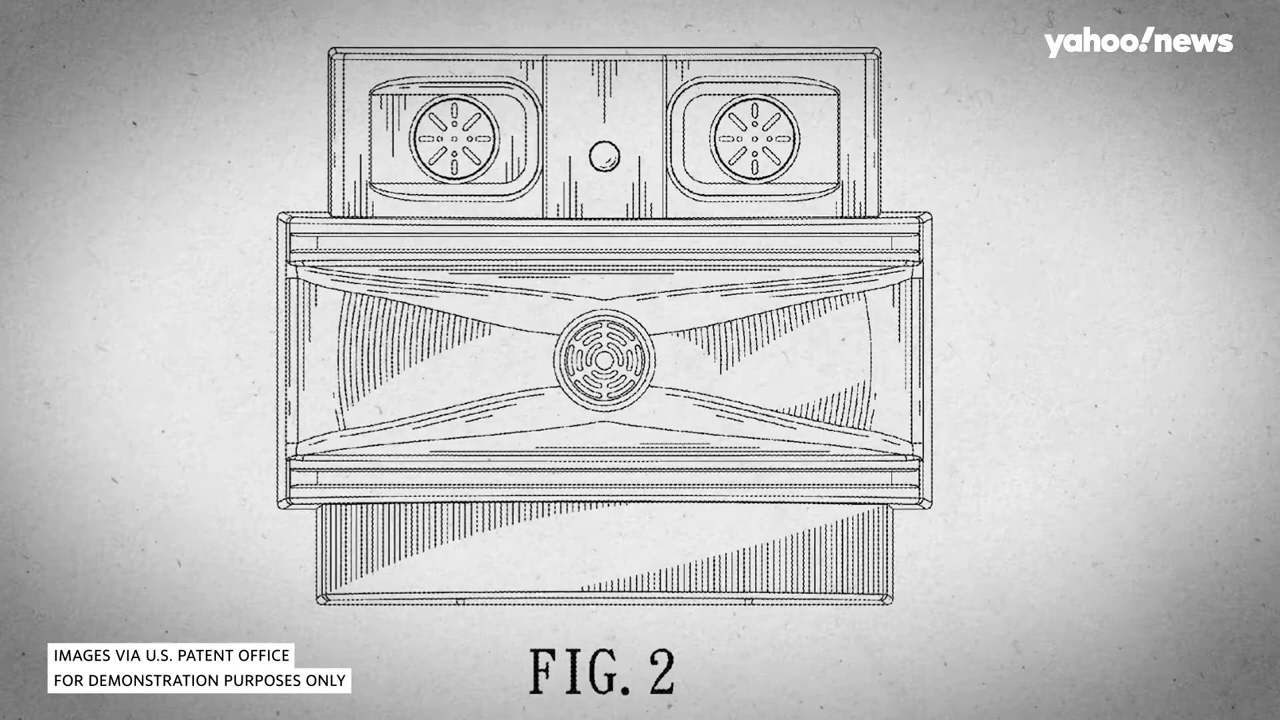 yahoo!news
IMAGES VIA U.S. PATENT OFFICE
FOR DEMONSTRATION PURPOSES ONLY
FIG. 2